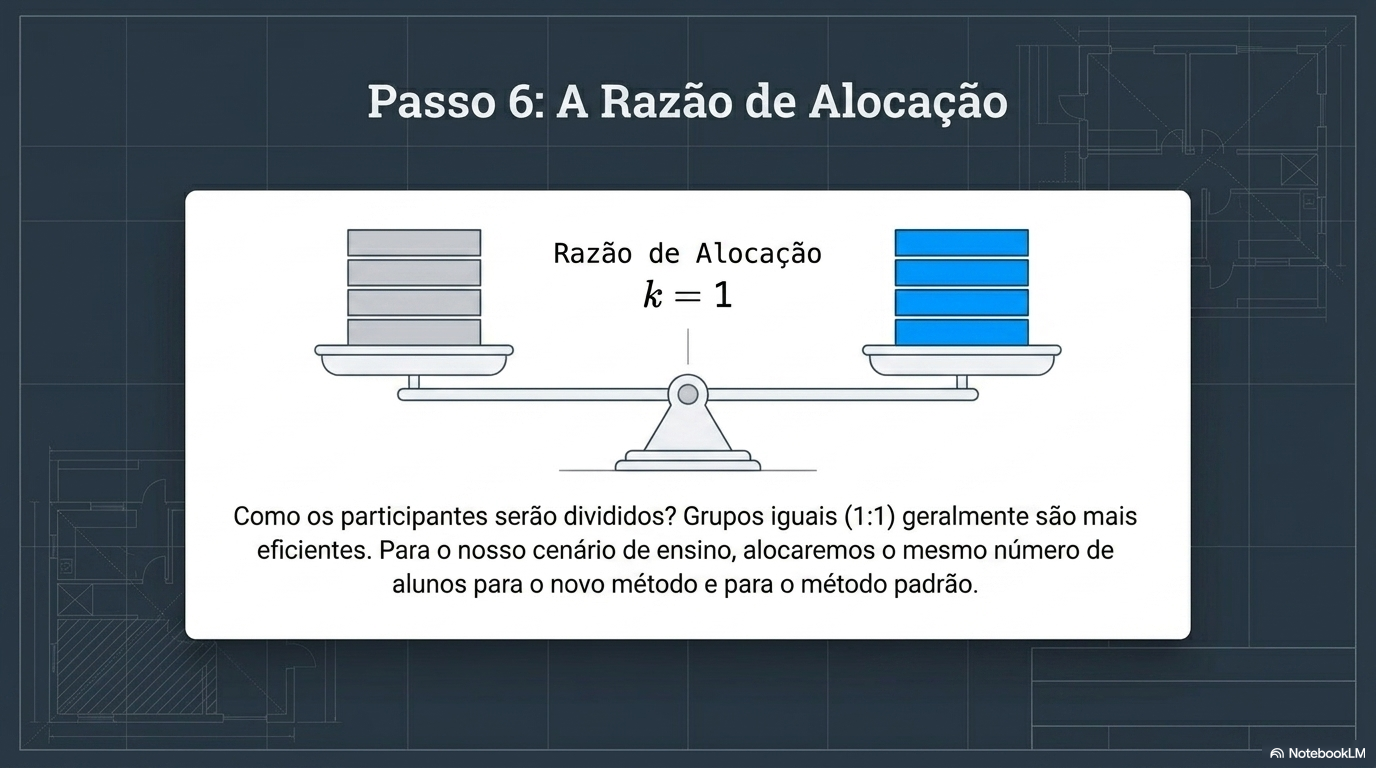 Passo 6: A Razão de Alocação
Razão de Alocação
k = 1
Como os participantes serão divididos? Grupos iguais (1:1) geralmente são mais
eficientes. Para o nosso cenário de ensino, alocaremos o mesmo número de
alunos para o novo método e para o método padrão.
NotebookLM